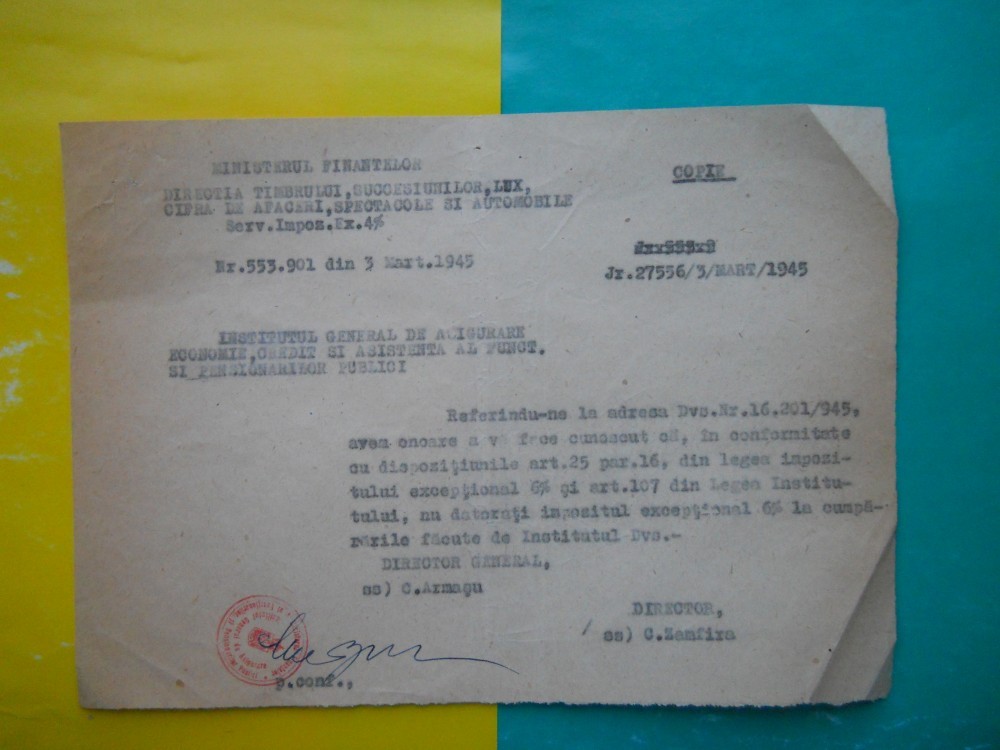 MINISTERUL FINANTELOR
COPIE
DIRECTIA TIMBRULUI,SUCCESIUNILOR,LUX,
CIFRA DE AFACERI,SPECTACOLE SI AUTOMOBILE
Serv.Impoz.Ex.4%
Nr.553.901 din 3 Mart.1945
Jr.27556/3/MART/1945
INSTITUTUL GENERAL DE ASIGURARE
ECONOMIE,CREDIT SI ASISTENTA AL FUNCT.
SI PENSIONARILOR PUBLICI
Referindu-ne la adresa Dvs.Nr.16.201/945,
avem onoare a vă face cunoscut că, în conformitate
cu dispozițiunile art.25 par.16, din legea impozi-
tului excepțional 6% și art.107 din Legea Institu-
tului, nu datorați impozitul excepțional 6% la cumpă-
rările făcute de Institutul Dvs.-
DIRECTOR GENERAL,
ss) C.Armașu
DIRECTOR,
ss) C.Zamfira
p.conf.,